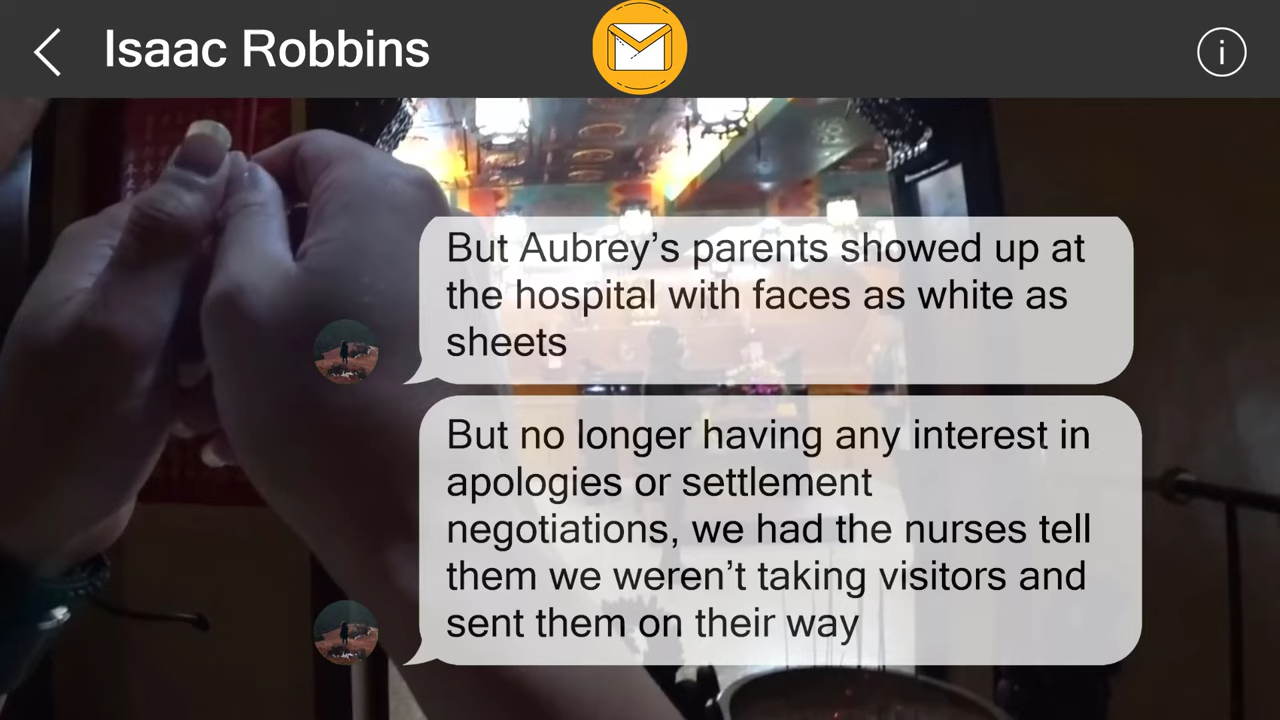 Isaac Robbins
But Aubrey’s parents showed up at
the hospital with faces as white as
sheets
But no longer having any interest in
apologies or settlement
negotiations, we had the nurses tell
them we weren’t taking visitors and
sent them on their way